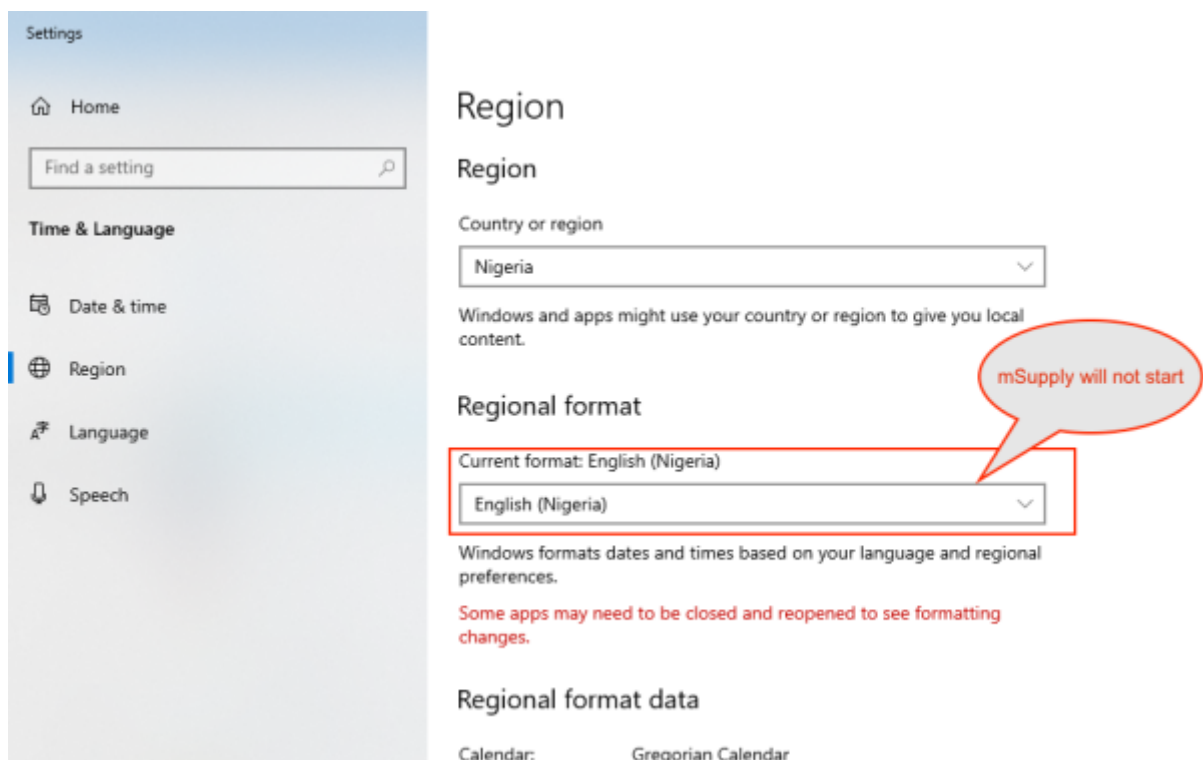 Settings
Home
Find a setting
Time & Language
Date & time
Region
Language
Speech
Region
Region
Country or region
Nigeria
Windows and apps might use your country or region to give you local
content.
mSupply will not start
Regional format
Current format: English (Nigeria)
English (Nigeria)
Windows formats dates and times based on your language and regional
preferences.
Some apps may need to be closed and reopened to see formatting
changes.
Regional format data
Calendar: Gregorian Calendar